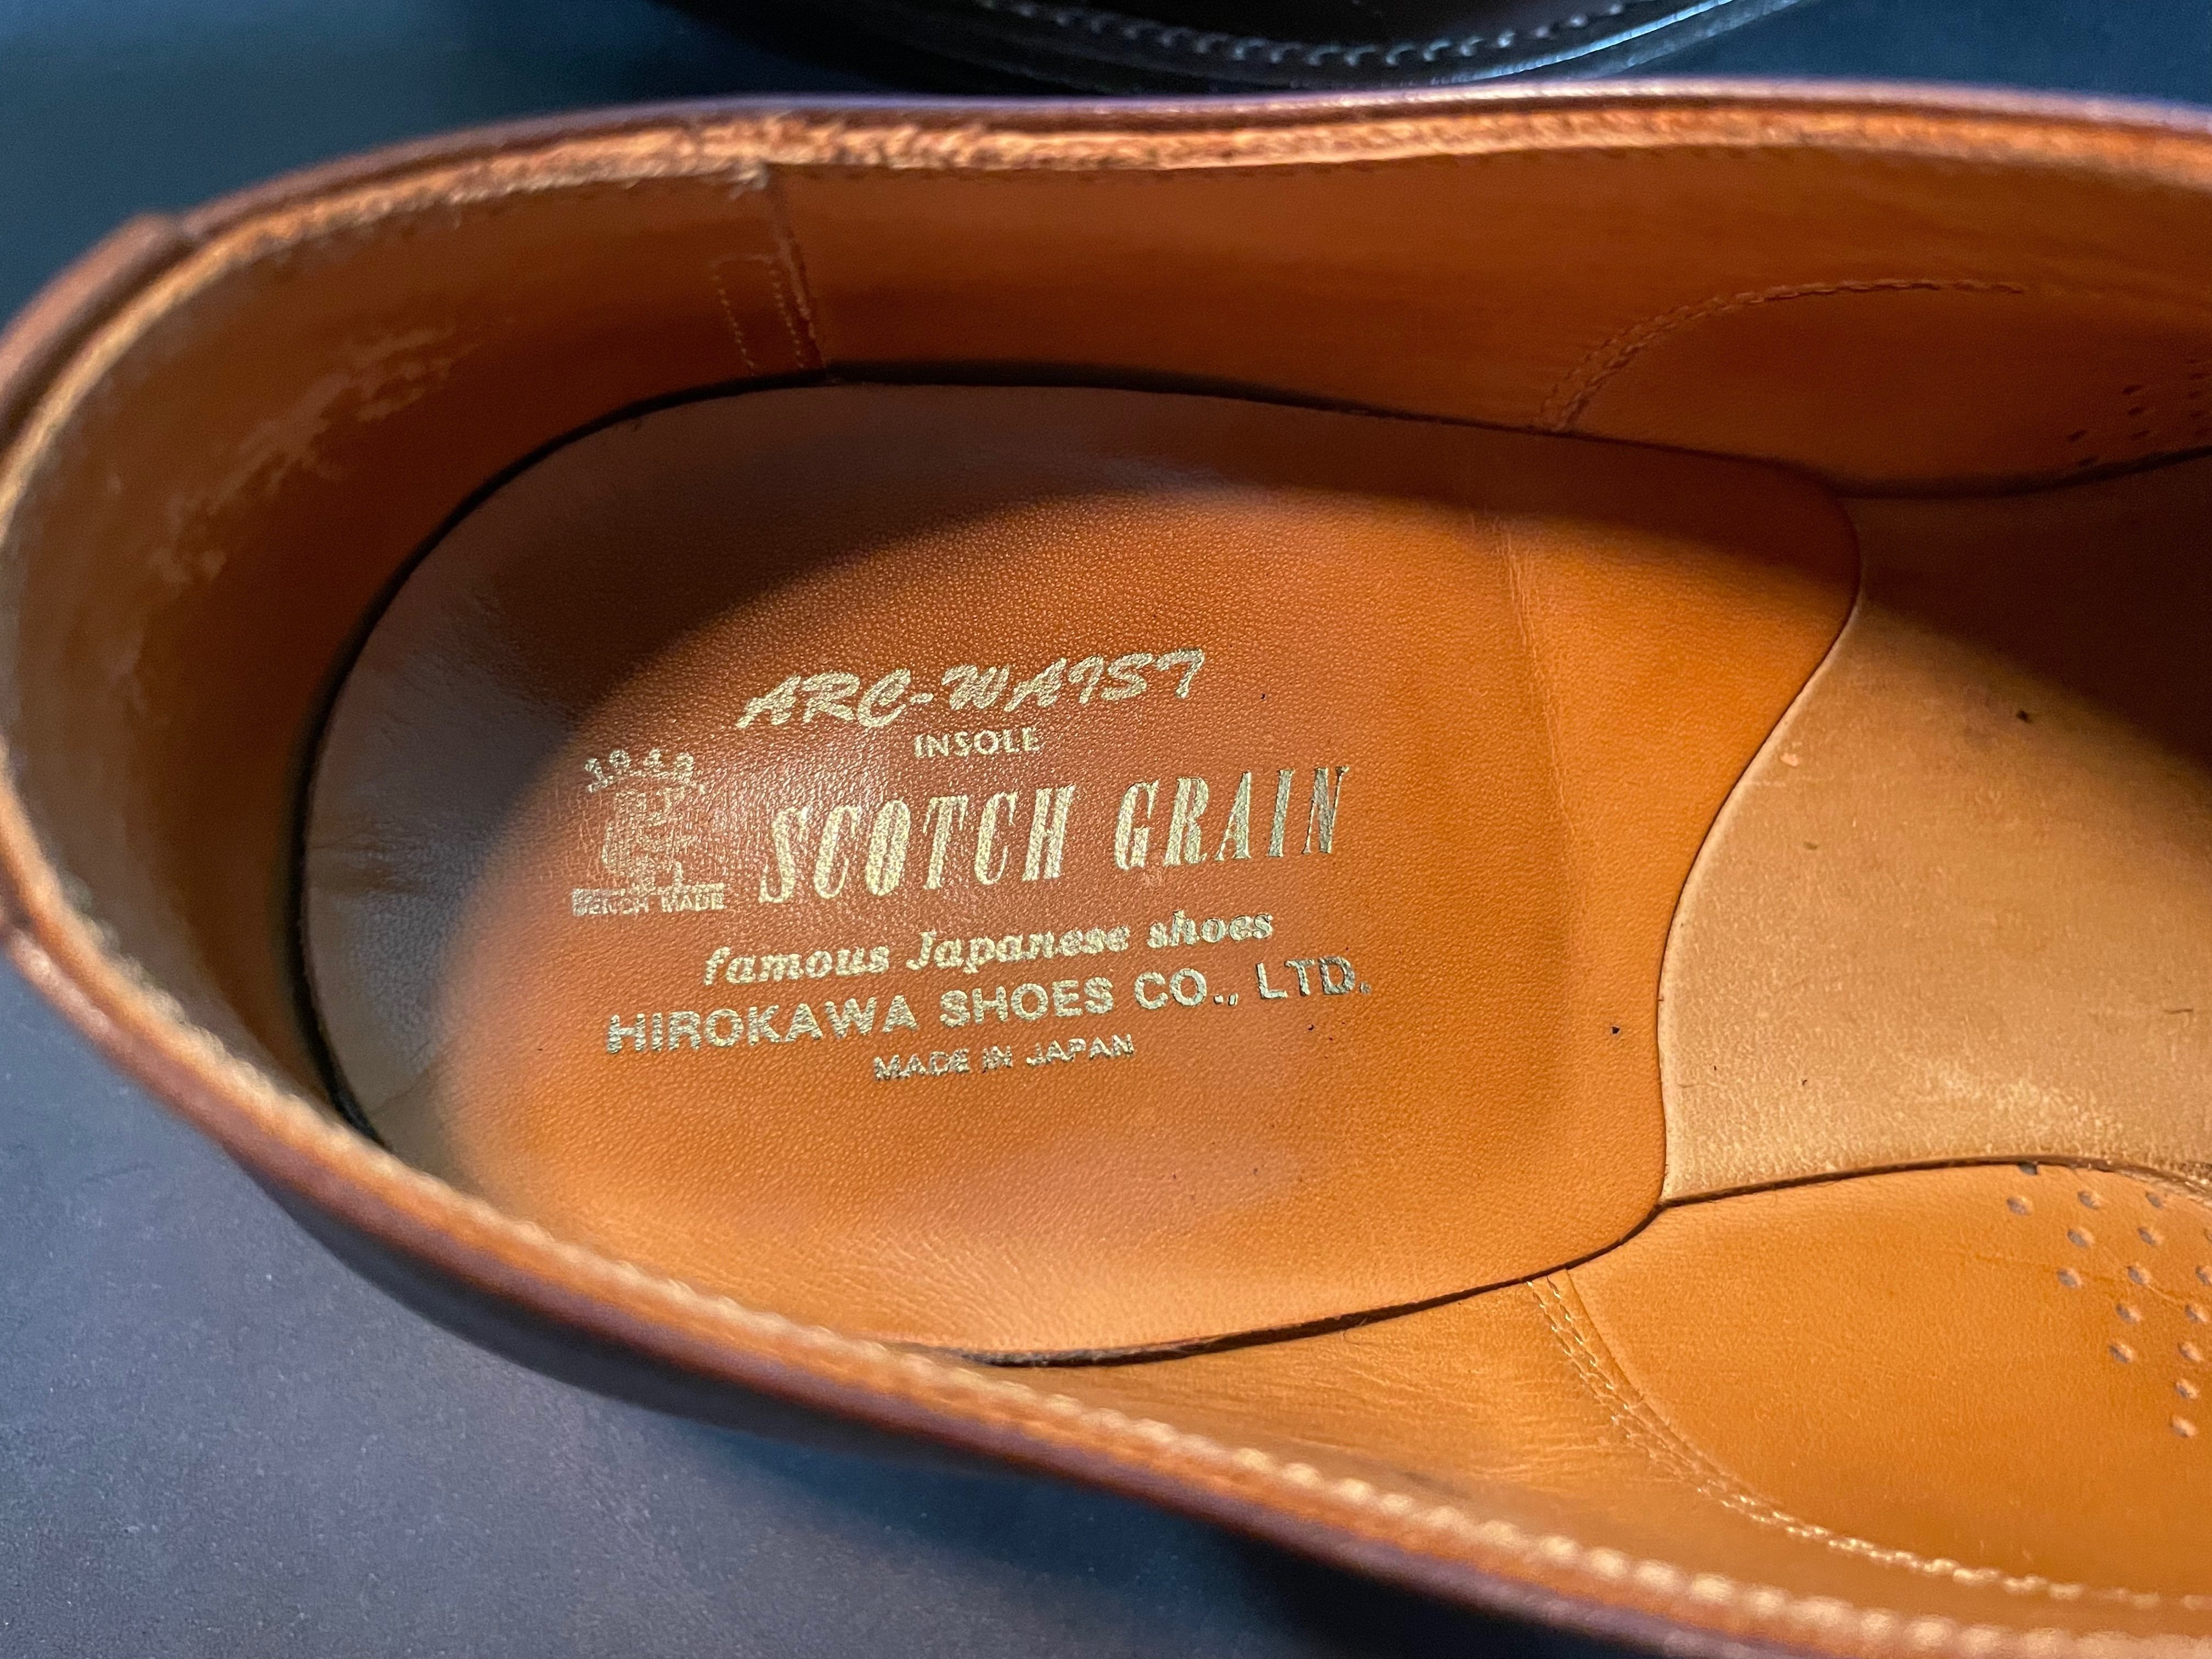 ARC-WAIST
INSOLE
SCOTCH GRAIN
BENCH MADE
famous Japanese shoes
HIROKAWA SHOES CO., LTD.
MADE IN JAPAN